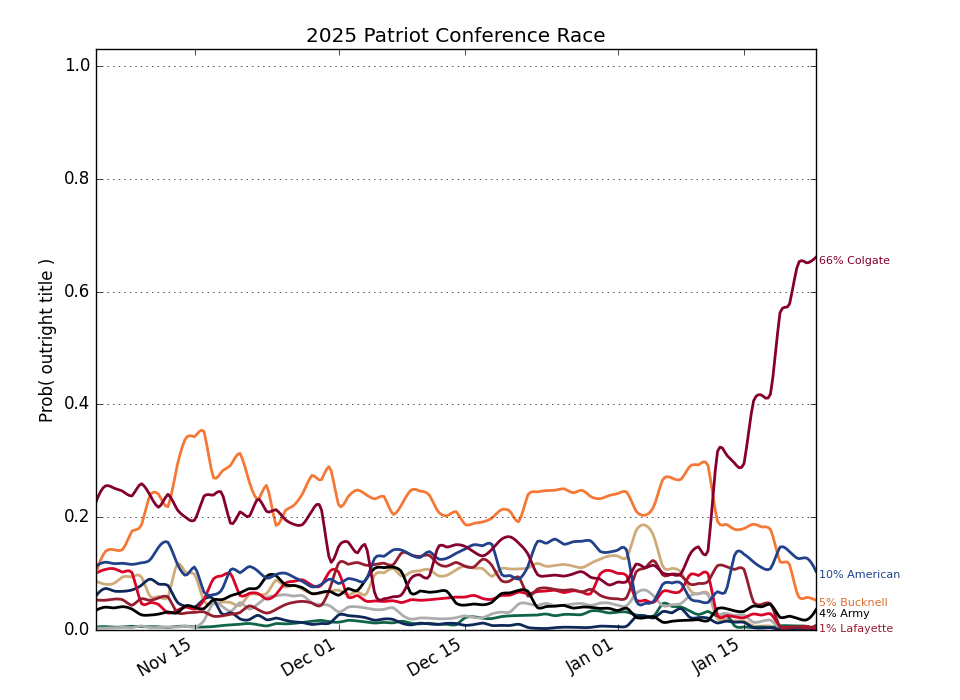 2025 Patriot Conference Race
Prob( outright title )
1.0
0.8
0.6
0.4
0.2
0.0
66% Colgate
10% American
5% Bucknell
4% Army
1% Lafayette
Nov 15
Dec 01
Dec 15
Jan 01
Jan 15